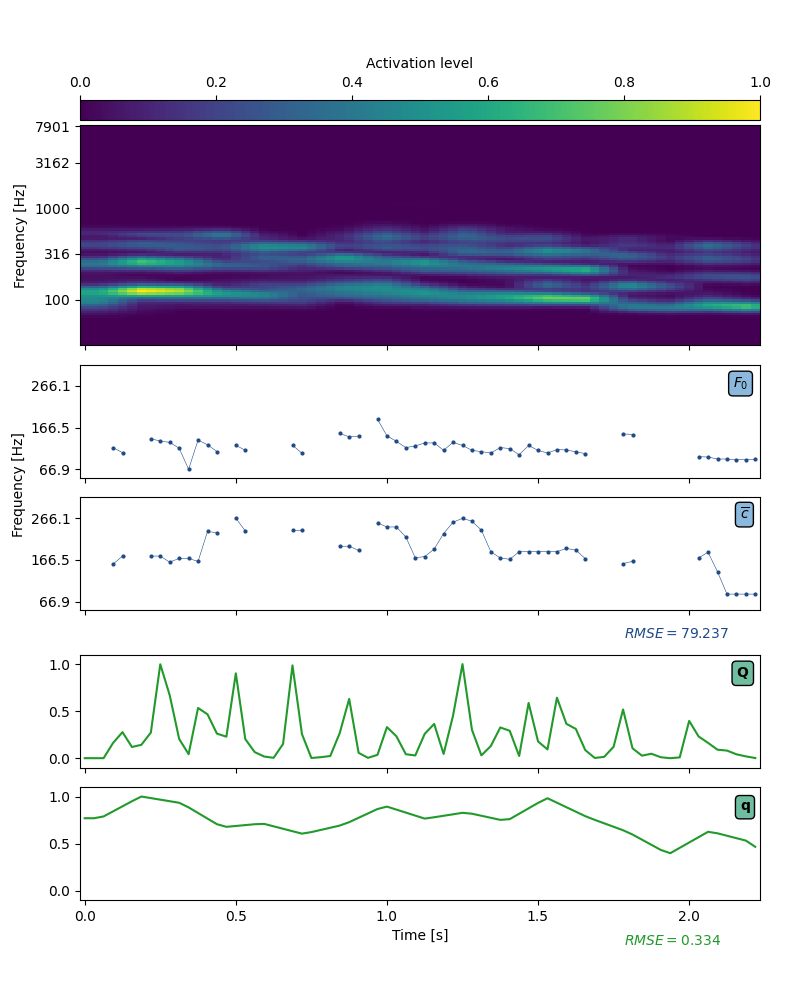 Activation level
0.0 0.2 0.4 0.6 0.8 1.0
7901
3162
1000
316
100
Frequency [Hz]
266.1
166.5
66.9
F0
Frequency [Hz]
266.1
166.5
66.9
c̅
RMSE = 79.237
1.0
0.5
0.0
Q
1.0
0.5
0.0
q
0.0 0.5 1.0 1.5 2.0
Time [s]
RMSE = 0.334